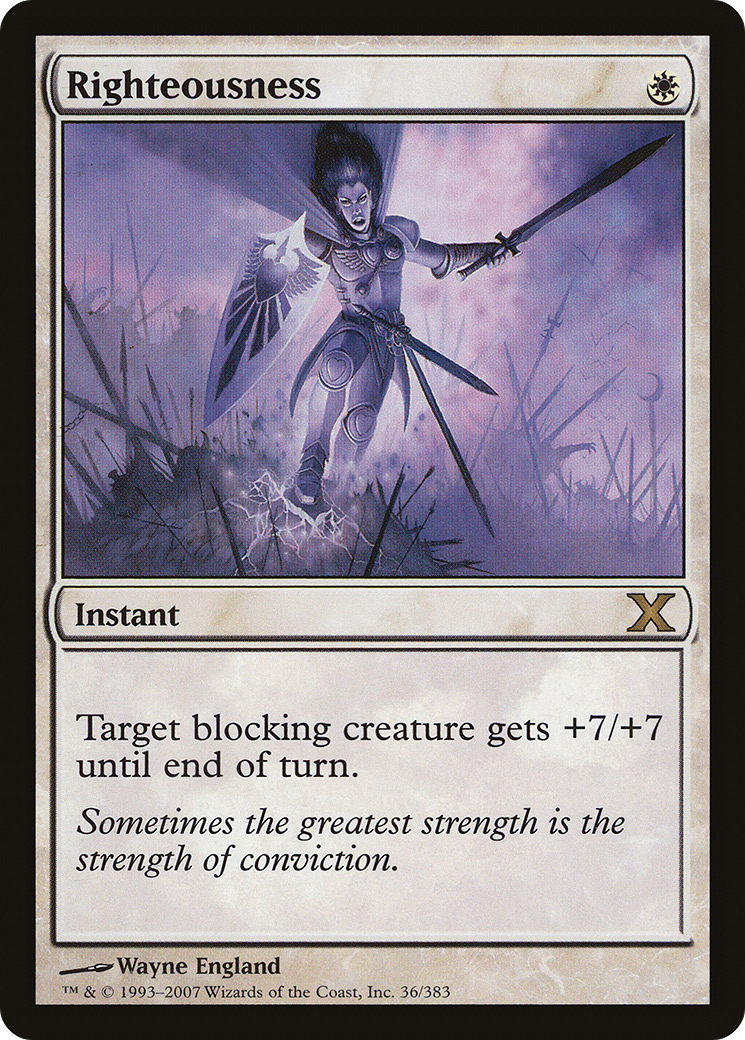 Righteousness
Instant
X
Target blocking creature gets +7/+7
until end of turn.
Sometimes the greatest strength is the
strength of conviction.
Wayne England
™ & © 1993–2007 Wizards of the Coast, Inc. 36/383